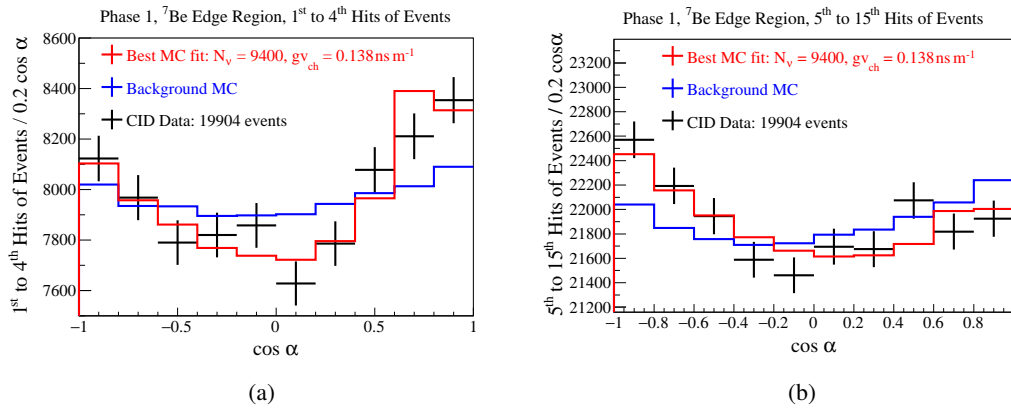 Phase 1, ⁷Be Edge Region, 1ˢᵗ to 4ᵗʰ Hits of Events
1ˢᵗ to 4ᵗʰ Hits of Events / 0.2 cos α
8600
8400
8200
8000
7800
7600
Best MC fit: Nᵥ = 9400, gv_ch = 0.138 ns m⁻¹
Background MC
CID Data: 19904 events
−1 −0.5 0 0.5 1
cos α
(a)
Phase 1, ⁷Be Edge Region, 5ᵗʰ to 15ᵗʰ Hits of Events
5ᵗʰ to 15ᵗʰ Hits of Events / 0.2 cosα
23200
23000
22800
22600
22400
22200
22000
21800
21600
21400
21200
Best MC fit: Nᵥ = 9400, gv_ch = 0.138 ns m⁻¹
Background MC
CID Data: 19904 events
−1 −0.8 −0.6 −0.4 −0.2 0 0.2 0.4 0.6 0.8
cos α
(b)